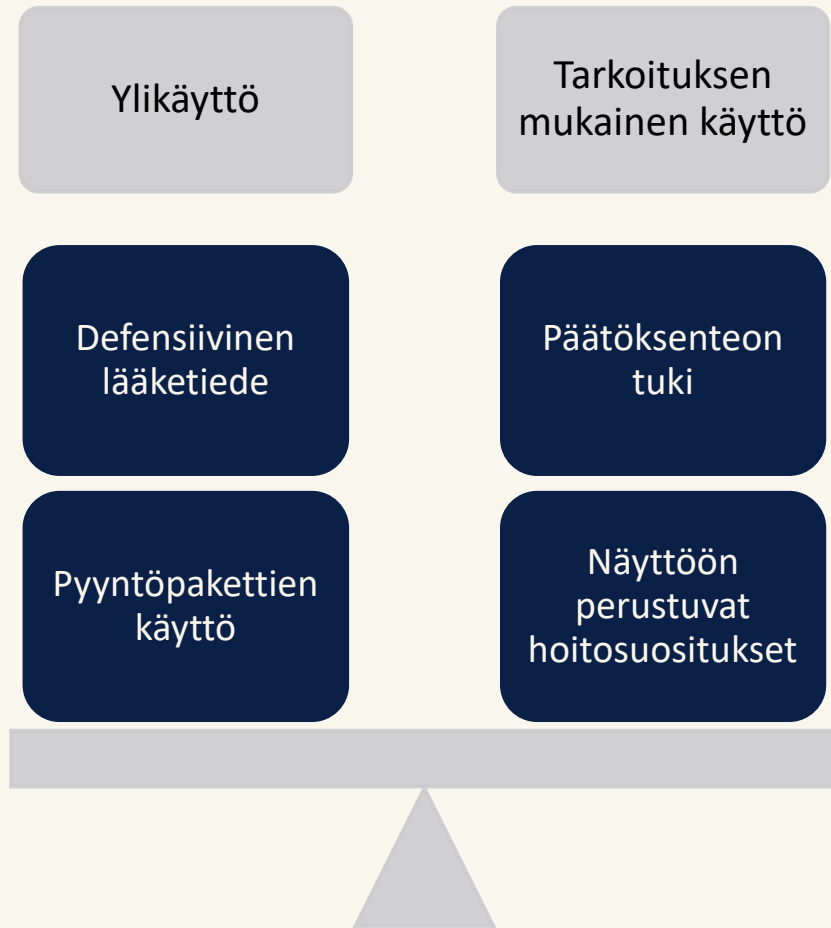 Ylikäyttö
Tarkoituksen
mukainen käyttö
Defensiivinen
lääketiede
Päätöksenteon
tuki
Pyyntöpakettien
käyttö
Näyttöön
perustuvat
hoitosuositukset